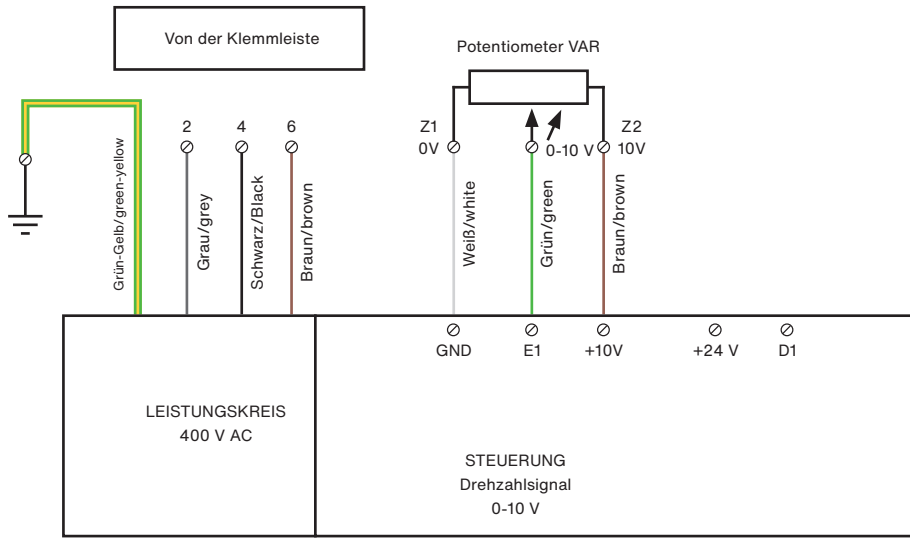 Von der Klemmleiste
Potentiometer VAR
2
4
6
Z1
0V
0-10 V
Z2
10V
Grün-Gelb/green-yellow
Grau/grey
Schwarz/Black
Braun/brown
Weiß/white
Grün/green
Braun/brown
GND
E1
+10V
+24 V
D1
LEISTUNGSKREIS
400 V AC
STEUERUNG
Drehzahlsignal
0-10 V